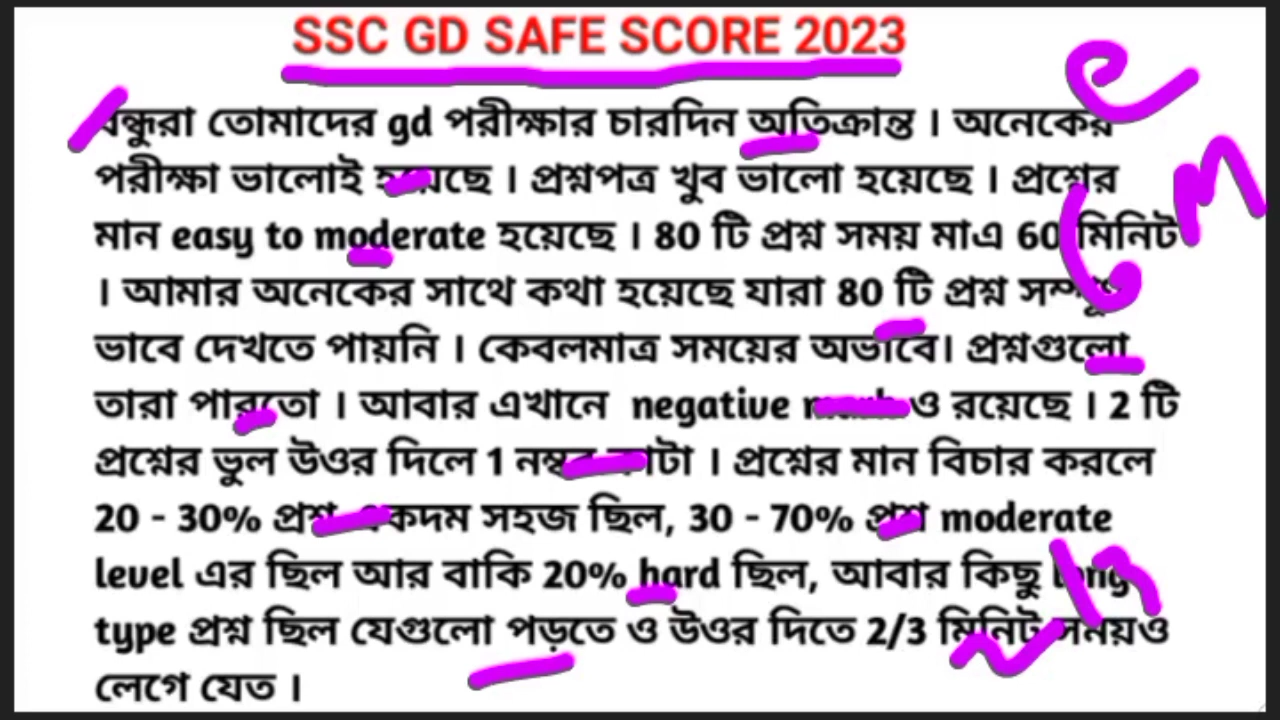 SSC GD SAFE SCORE 2023
বন্ধুরা তোমাদের gd পরীক্ষার চারদিন অতিক্রান্ত । অনেকের
পরীক্ষা ভালোই হয়েছে । প্রশ্নপত্র খুব ভালো হয়েছে । প্রশ্নের
মান easy to moderate হয়েছে । 80 টি প্রশ্ন সময় মাএ 60 মিনিট
। আমার অনেকের সাথে কথা হয়েছে যারা 80 টি প্রশ্ন
ভাবে দেখতে পায়নি । কেবলমাত্র সময়ের অভাবে। প্রশ্নগুলো
তারা পারতো । আবার এখানে negative ও রয়েছে । 2 টি
প্রশ্নের ভুল উওর দিলে 1 নম্বর কাটা । প্রশ্নের মান বিচার করলে
20 - 30% প্রশ্ন একদম সহজ ছিল, 30 - 70% প্রশ্ন moderate
level এর ছিল আর বাকি 20% hard ছিল, আবার কিছু long
type প্রশ্ন ছিল যেগুলো পড়তে ও উওর দিতে 2/3 মিনিট সময়ও
লেগে যেত ।